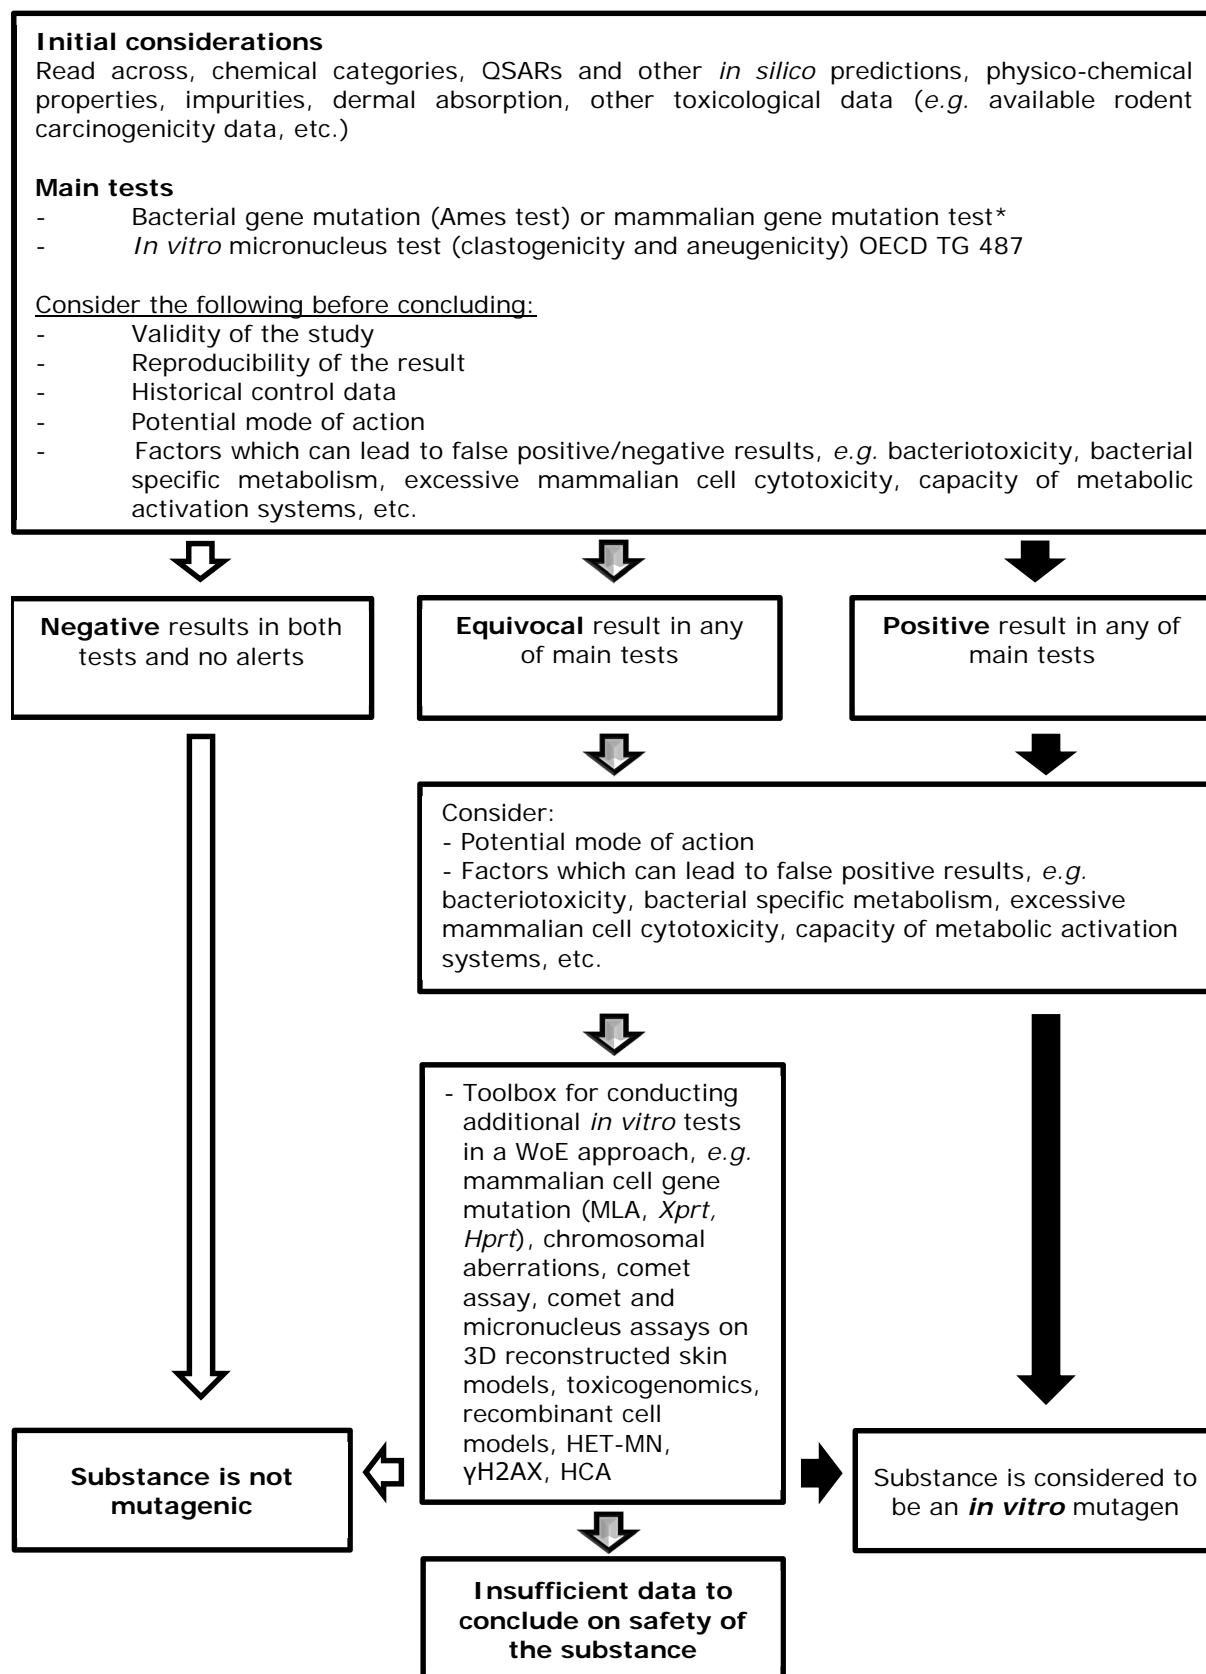 Initial considerations
Read across, chemical categories, QSARs and other in silico predictions, physico-chemical
properties, impurities, dermal absorption, other toxicological data (e.g. available rodent
carcinogenicity data, etc.)
Main tests
- Bacterial gene mutation (Ames test) or mammalian gene mutation test*
- In vitro micronucleus test (clastogenicity and aneugenicity) OECD TG 487
Consider the following before concluding:
- Validity of the study
- Reproducibility of the result
- Historical control data
- Potential mode of action
- Factors which can lead to false positive/negative results, e.g. bacteriotoxicity, bacterial
specific metabolism, excessive mammalian cell cytotoxicity, capacity of metabolic
activation systems, etc.
Negative results in both
tests and no alerts
Equivocal result in any
of main tests
Positive result in any of
main tests
Consider:
- Potential mode of action
- Factors which can lead to false positive results, e.g.
bacteriotoxicity, bacterial specific metabolism, excessive
mammalian cell cytotoxicity, capacity of metabolic activation
systems, etc.
- Toolbox for conducting
additional in vitro tests
in a WoE approach, e.g.
mammalian cell gene
mutation (MLA, Xprt,
Hprt), chromosomal
aberrations, comet
assay, comet and
micronucleus assays on
3D reconstructed skin
models, toxicogenomics,
recombinant cell
models, HET-MN,
γH2AX, HCA
Substance is not
mutagenic
Substance is considered to
be an in vitro mutagen
Insufficient data to
conclude on safety of
the substance